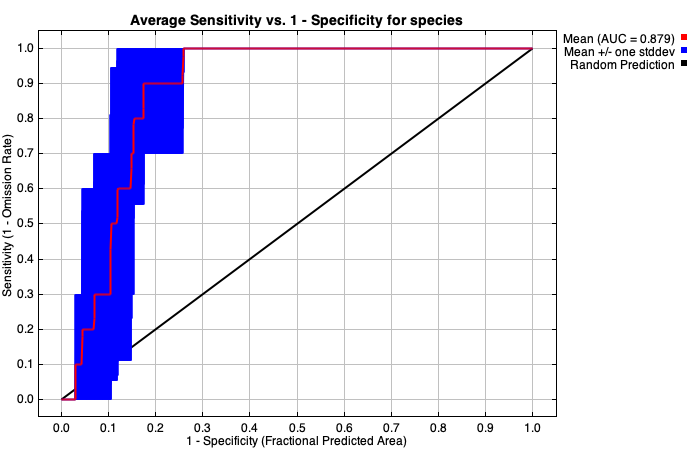 Average Sensitivity vs. 1 - Specificity for species
Mean (AUC = 0.879)
Mean +/- one stddev
Random Prediction
Sensitivity (1 - Omission Rate)
1.0
0.9
0.8
0.7
0.6
0.5
0.4
0.3
0.2
0.1
0.0
0.0 0.1 0.2 0.3 0.4 0.5 0.6 0.7 0.8 0.9 1.0
1 - Specificity (Fractional Predicted Area)